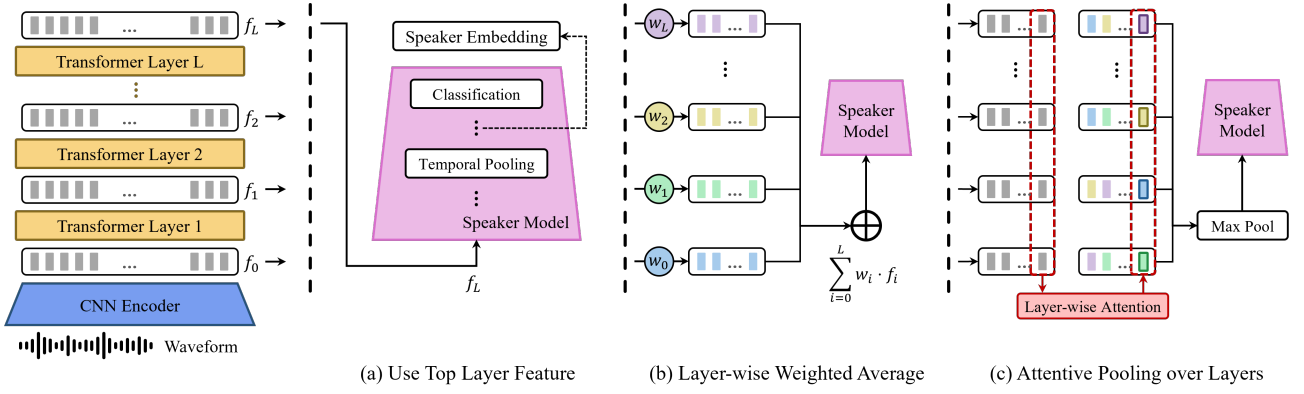 ... f_L
Transformer Layer L
⋮
... f_2
Transformer Layer 2
... f_1
Transformer Layer 1
... f_0
CNN Encoder
Waveform
Speaker Embedding
Classification
⋮
Temporal Pooling
⋮
Speaker Model
f_L
(a) Use Top Layer Feature
w_L ...
⋮
w_2 ...
w_1 ...
w_0 ...
Speaker
Model
\sum_{i=0}^{L} w_i · f_i
(b) Layer-wise Weighted Average
... ...
⋮ ⋮
... ...
... ...
... ...
Speaker
Model
Max Pool
Layer-wise Attention
(c) Attentive Pooling over Layers